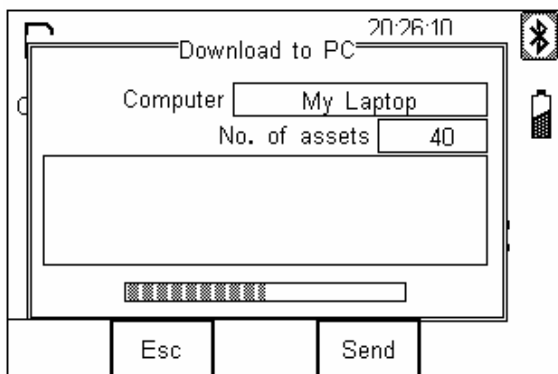 20:26:10
Download to PC
Computer My Laptop
No. of assets 40
Esc Send